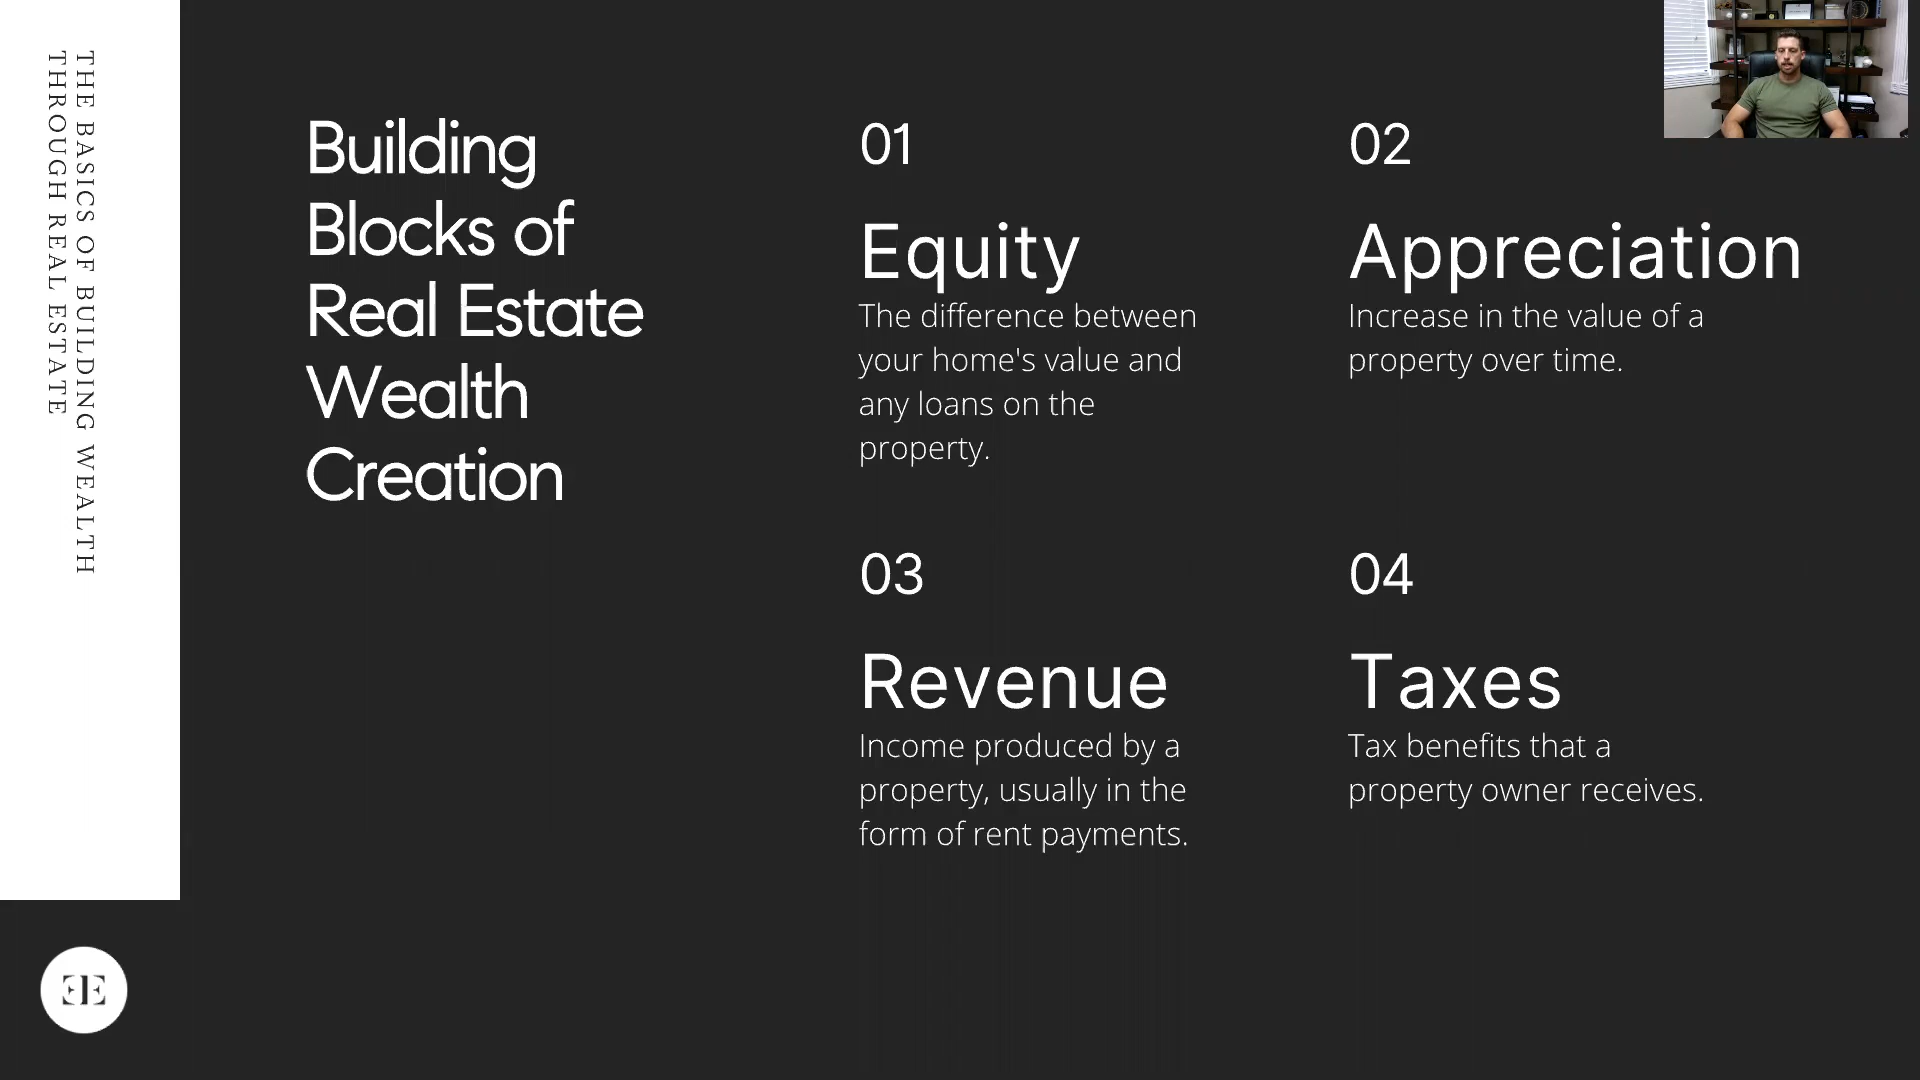 THE BASICS OF BUILDING WEALTH
THROUGH REAL ESTATE
Building
Blocks of
Real Estate
Wealth
Creation
01
Equity
The difference between
your home's value and
any loans on the
property.
02
Appreciation
Increase in the value of a
property over time.
03
Revenue
Income produced by a
property, usually in the
form of rent payments.
04
Taxes
Tax benefits that a
property owner receives.